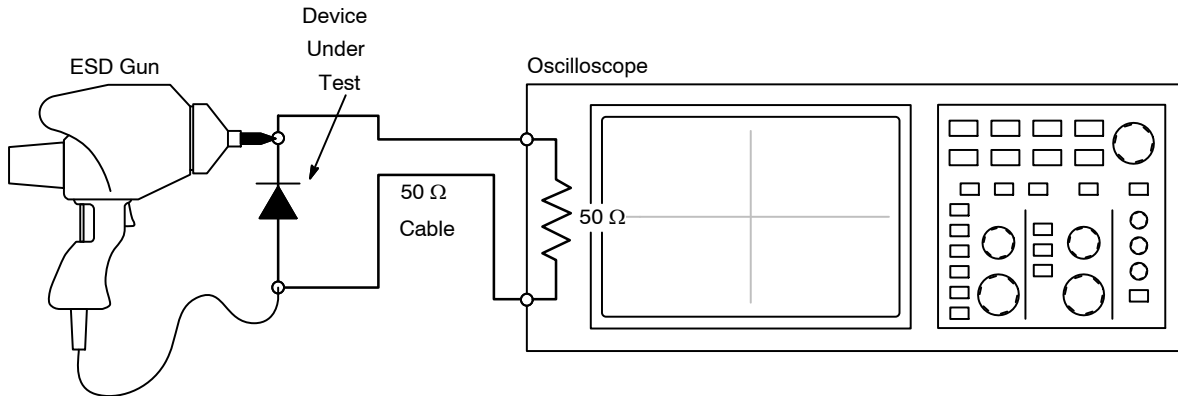 Device
Under
Test
ESD Gun
Oscilloscope
50 Ω
Cable
50 Ω